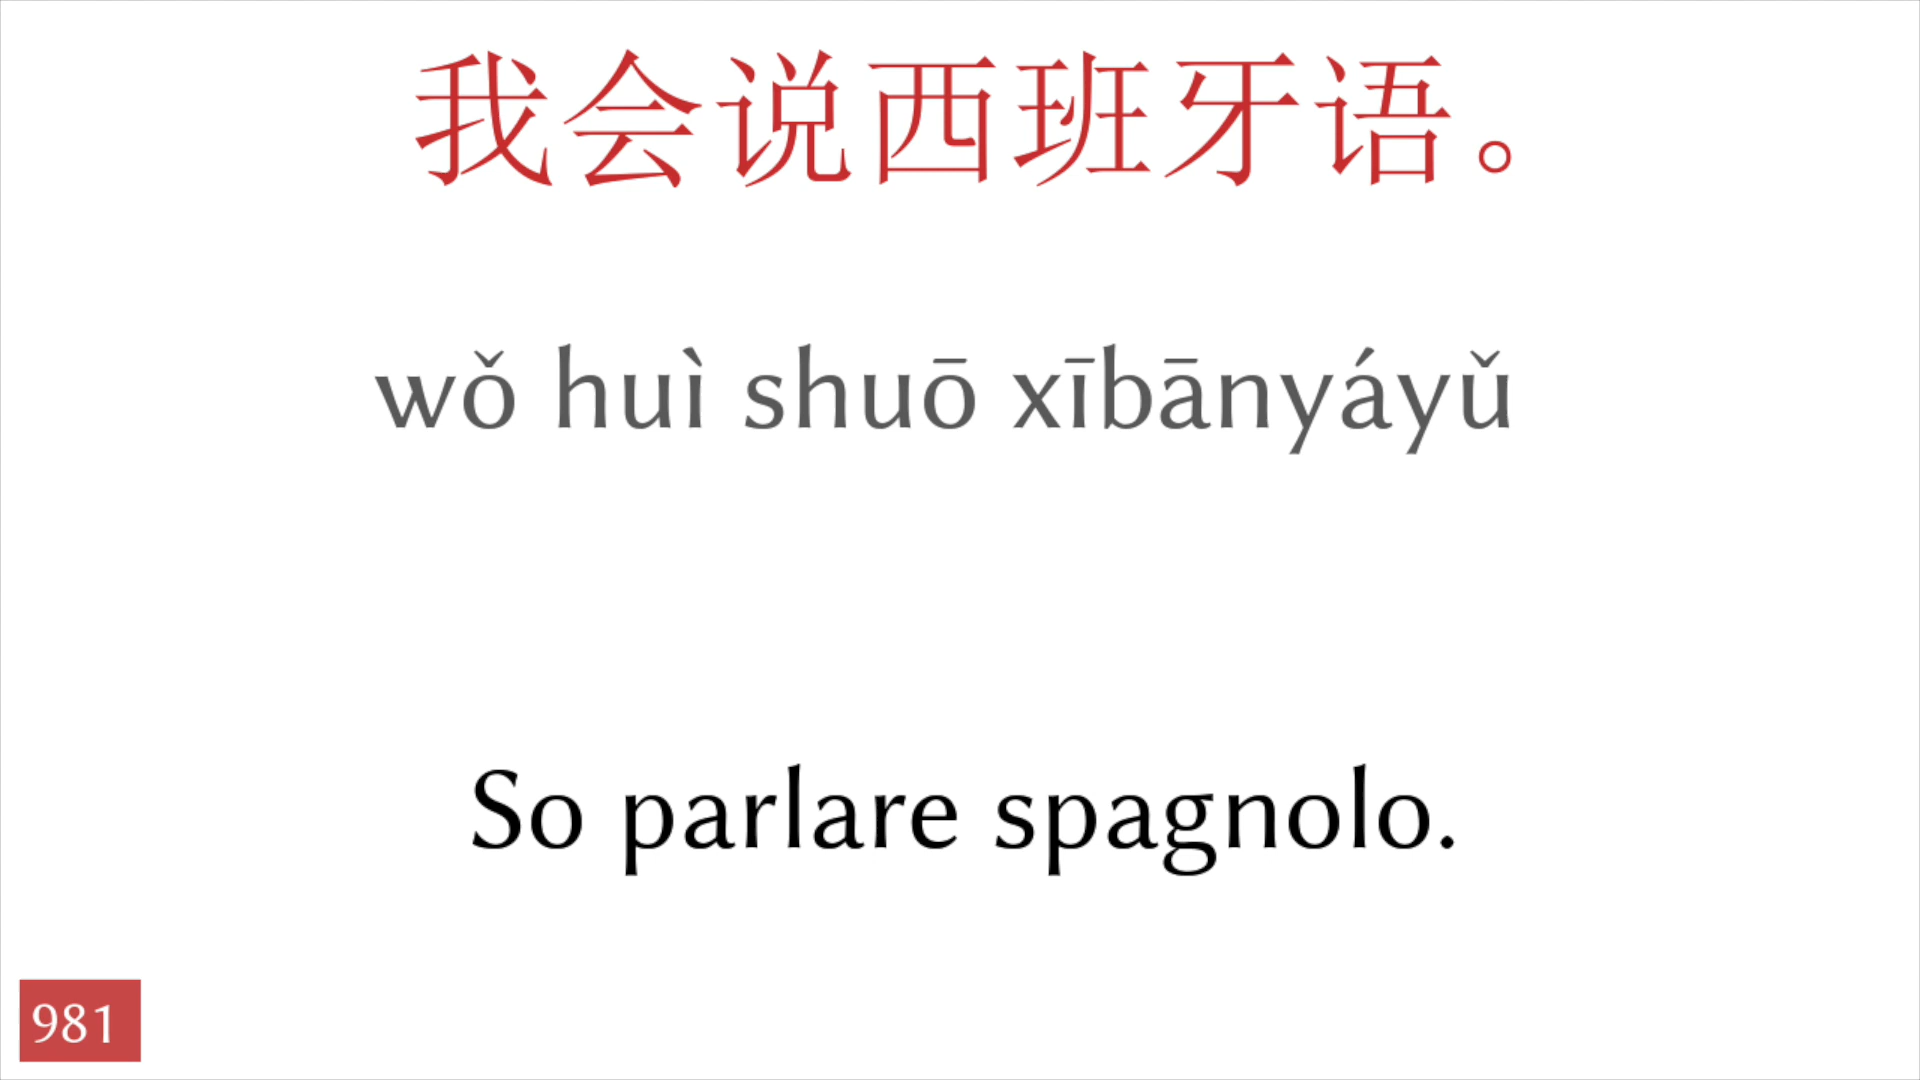 我会说西班牙语。
wǒ huì shuō xībānyáyǔ
So parlare spagnolo.
981